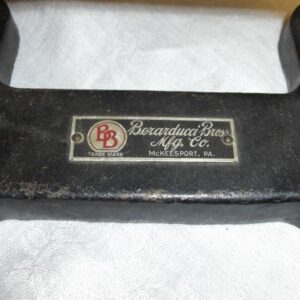 BB
TRADE MARK
Berarducci Bros.
Mfg. Co.
McKEESPORT, PA.